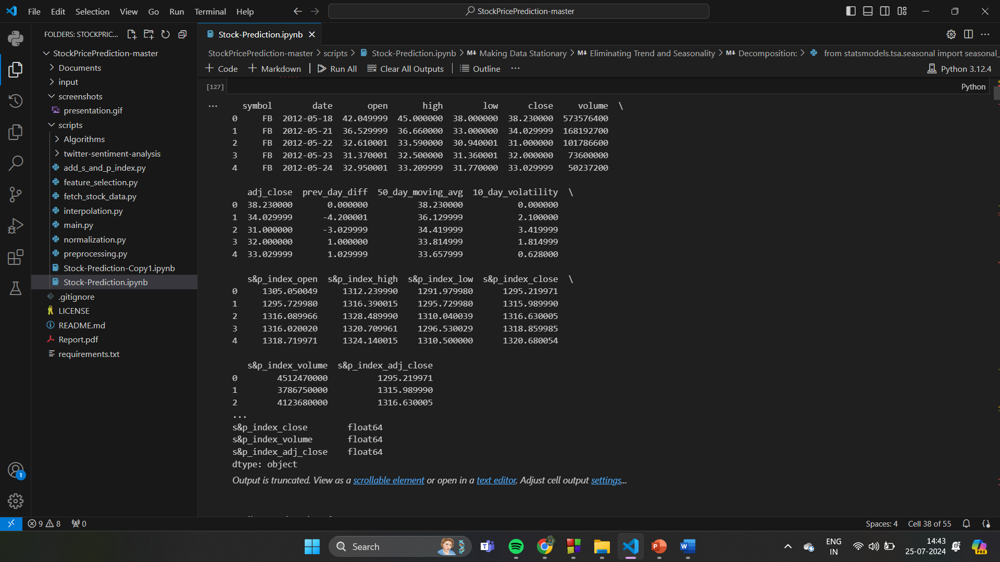 File Edit Selection View Go Run Terminal Help
StockPricePrediction-master
FOLDERS: STOCKPRIC...
StockPricePrediction-master
Documents
input
screenshots
presentation.gif
scripts
Algorithms
twitter-sentiment-analysis
add_s_and_p_index.py
feature_selection.py
fetch_stock_data.py
interpolation.py
main.py
normalization.py
preprocessing.py
Stock-Prediction-Copy1.ipynb
Stock-Prediction.ipynb
.gitignore
LICENSE
README.md
Report.pdf
requirements.txt
Stock-Prediction.ipynb
StockPricePrediction-master > scripts > Stock-Prediction.ipynb > M↓ Making Data Stationary > M↓ Eliminating Trend and Seasonality > M↓ Decomposition: > from statsmodels.tsa.seasonal import seasonal_
+ Code + Markdown Run All Clear All Outputs Outline ... Python 3.12.4
[127] Python
... symbol date open high low close volume \
0 FB 2012-05-18 42.049999 45.000000 38.000000 38.230000 573576400
1 FB 2012-05-21 36.529999 36.660000 33.000000 34.029999 168192700
2 FB 2012-05-22 32.610001 33.590000 30.940001 31.000000 101786600
3 FB 2012-05-23 31.370001 32.500000 31.360001 32.000000 73600000
4 FB 2012-05-24 32.950001 33.209999 31.770000 33.029999 50237200
adj_close prev_day_diff 50_day_moving_avg 10_day_volatility \
0 38.230000 0.000000 38.230000 0.000000
1 34.029999 -4.200001 36.129999 2.100000
2 31.000000 -3.029999 34.419999 3.419999
3 32.000000 1.000000 33.814999 1.814999
4 33.029999 1.029999 33.657999 0.628000
s&p_index_open s&p_index_high s&p_index_low s&p_index_close \
0 1305.050049 1312.239990 1291.979980 1295.219971
1 1295.729980 1316.390015 1295.729980 1315.989990
2 1316.089966 1328.489990 1310.040039 1316.630005
3 1316.020020 1320.709961 1296.530029 1318.859985
4 1318.719971 1324.140015 1310.500000 1320.680054
s&p_index_volume s&p_index_adj_close
0 4512470000 1295.219971
1 3786750000 1315.989990
2 4123680000 1316.630005
...
s&p_index_close float64
s&p_index_volume float64
s&p_index_adj_close float64
dtype: object
Output is truncated. View as a scrollable element or open in a text editor. Adjust cell output settings...
1
9 8 0 Spaces: 4 Cell 38 of 55
Search
ENG
IN
14:43
25-07-2024
PRE